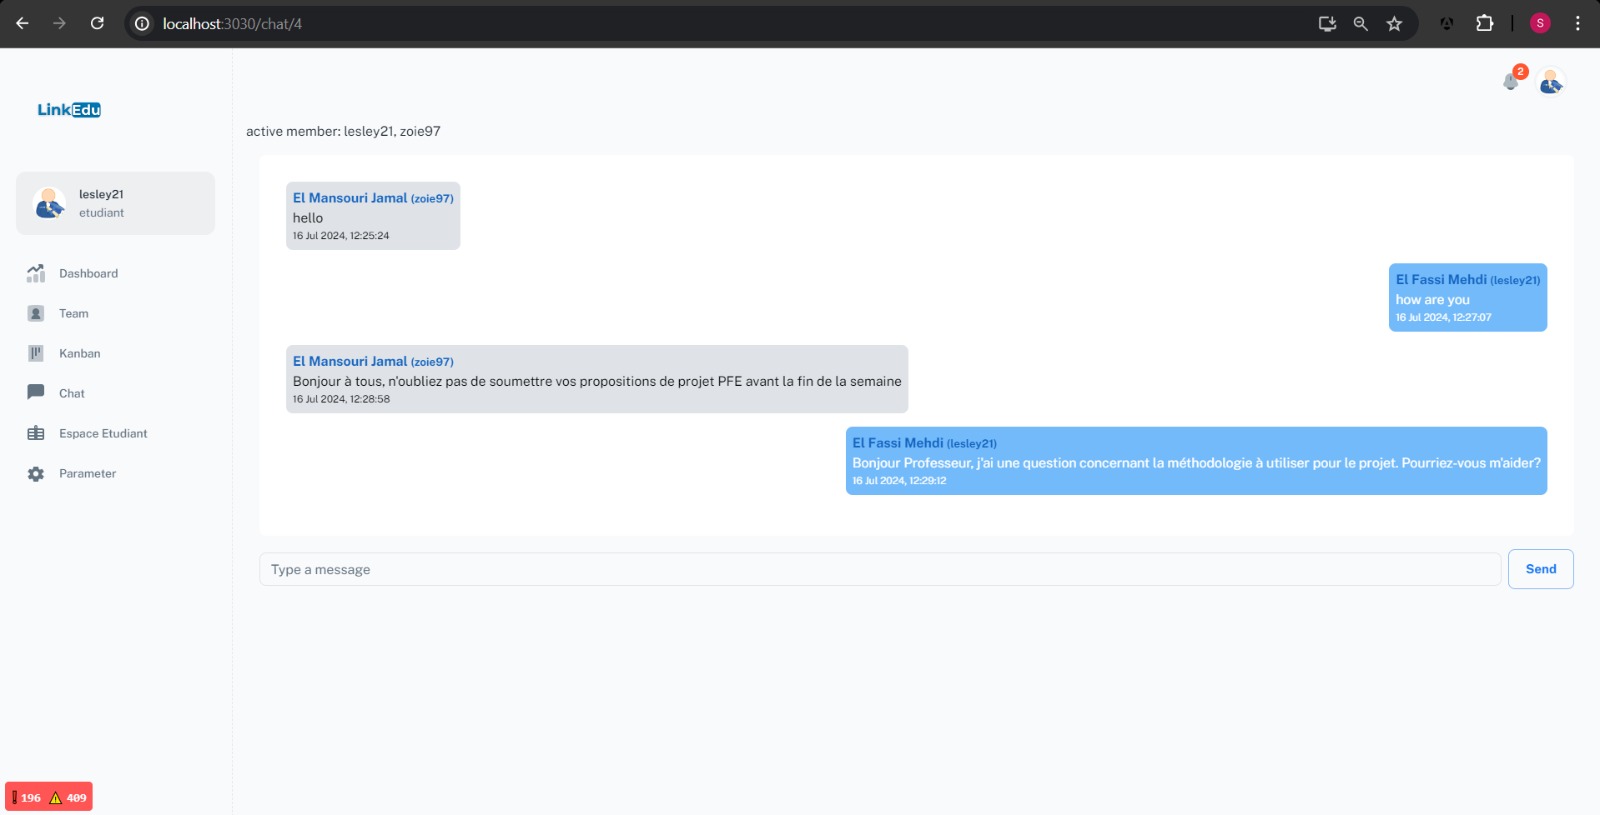 localhost:3030/chat/4
S
LinkEdu
2
active member: lesley21, zoie97
lesley21
etudiant
Dashboard
Team
Kanban
Chat
Espace Etudiant
Parameter
El Mansouri Jamal (zoie97)
hello
16 Jul 2024, 12:25:24
El Fassi Mehdi (lesley21)
how are you
16 Jul 2024, 12:27:07
El Mansouri Jamal (zoie97)
Bonjour à tous, n'oubliez pas de soumettre vos propositions de projet PFE avant la fin de la semaine
16 Jul 2024, 12:28:58
El Fassi Mehdi (lesley21)
Bonjour Professeur, j'ai une question concernant la méthodologie à utiliser pour le projet. Pourriez-vous m'aider?
16 Jul 2024, 12:29:12
Type a message
Send
196 409